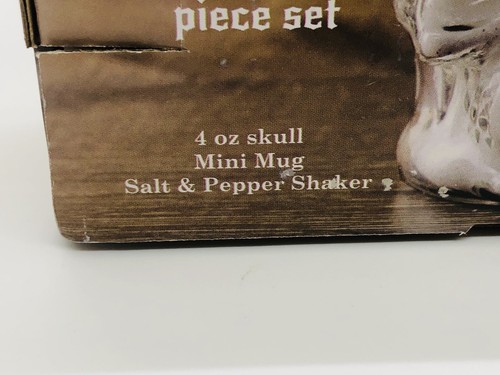 piece set
4 oz skull
Mini Mug
Salt & Pepper Shaker